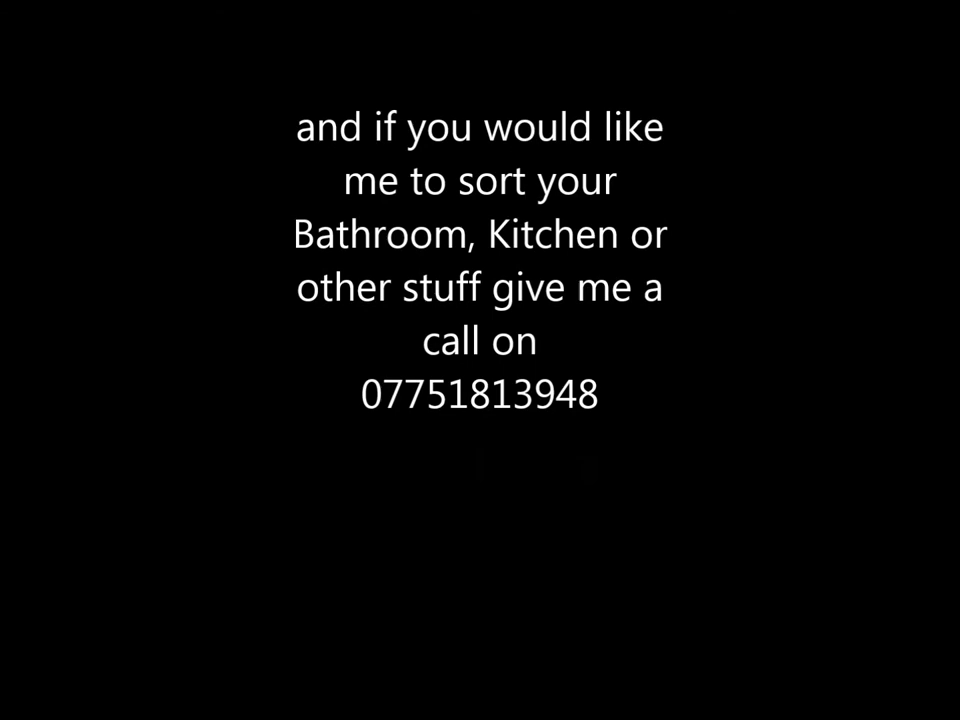 and if you would like
me to sort your
Bathroom, Kitchen or
other stuff give me a
call on
07751813948